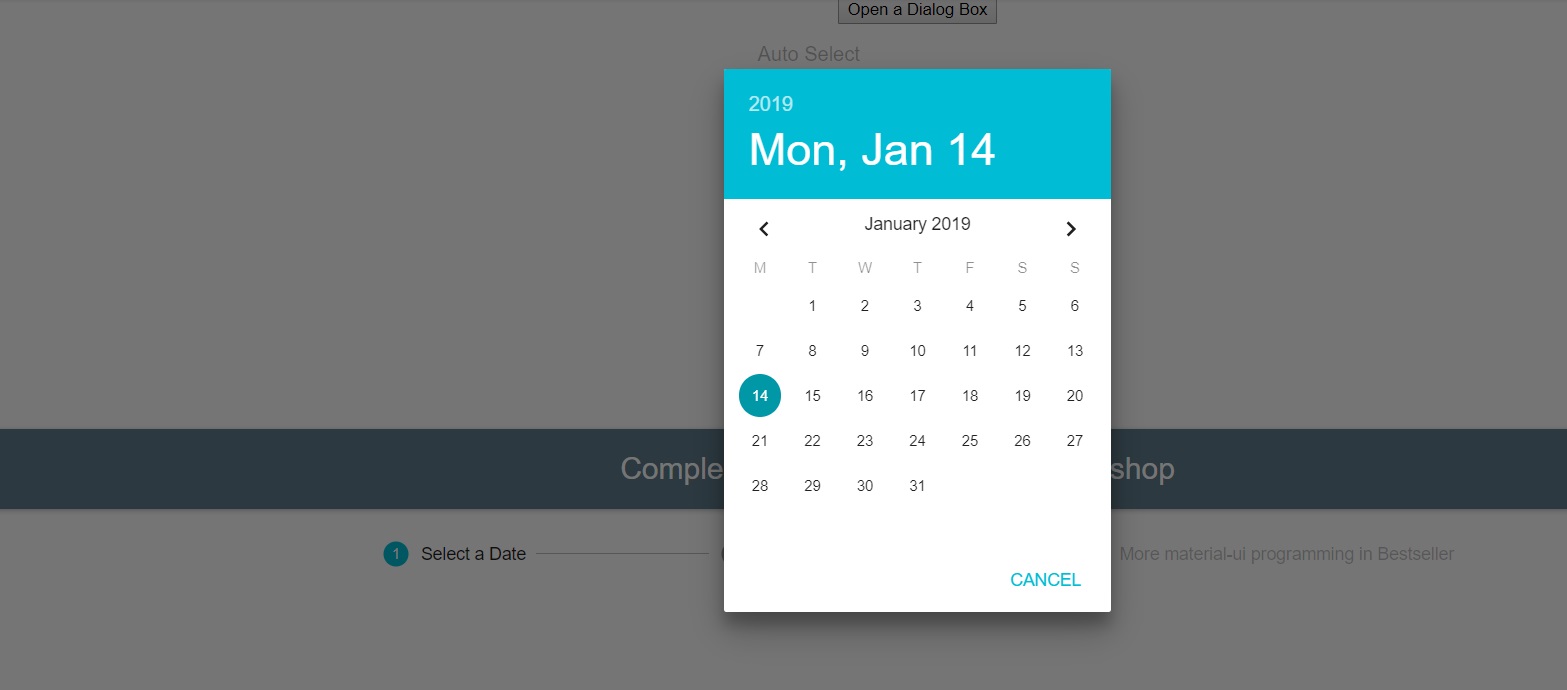 Open a Dialog Box
Auto Select
2019
Mon, Jan 14
January 2019
M T W T F S S
1 2 3 4 5 6
7 8 9 10 11 12 13
14 15 16 17 18 19 20
21 22 23 24 25 26 27
28 29 30 31
CANCEL
Comple shop
1 Select a Date
More material-ui programming in Bestseller